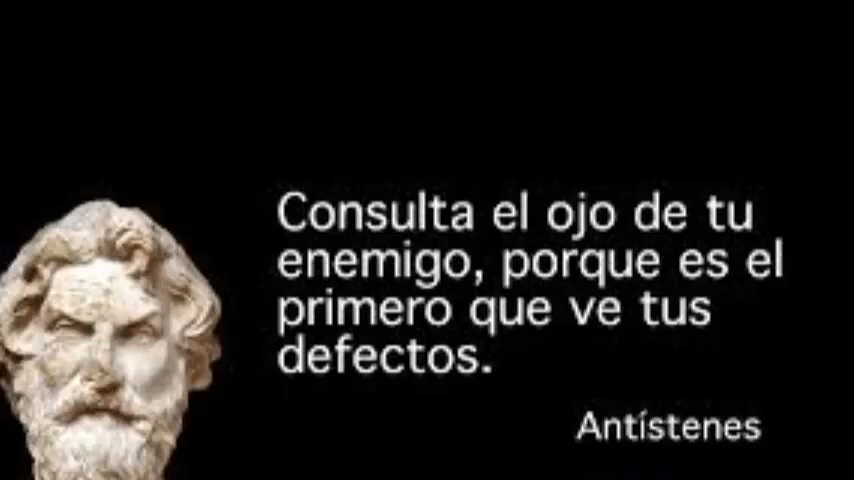 Consulta el ojo de tu
enemigo, porque es el
primero que ve tus
defectos.
Antístenes